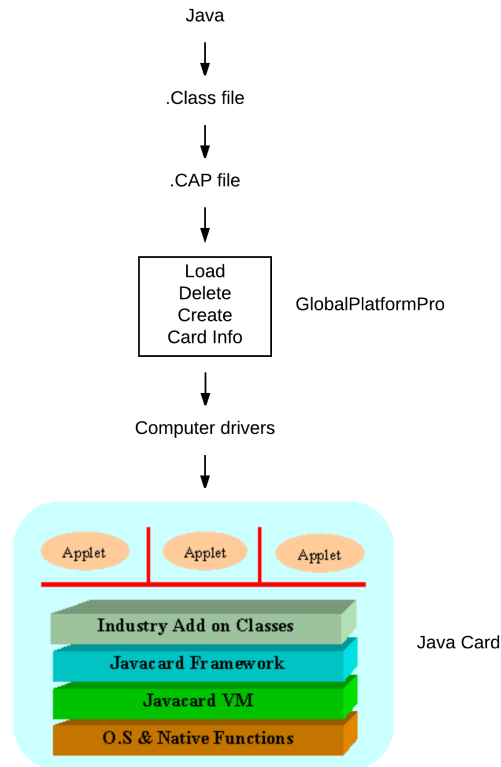 Java
.Class file
.CAP file
Load
Delete
Create
Card Info
GlobalPlatformPro
Computer drivers
Applet
Applet
Applet
Industry Add on Classes
Javacard Framework
Javacard VM
O.S & Native Functions
Java Card